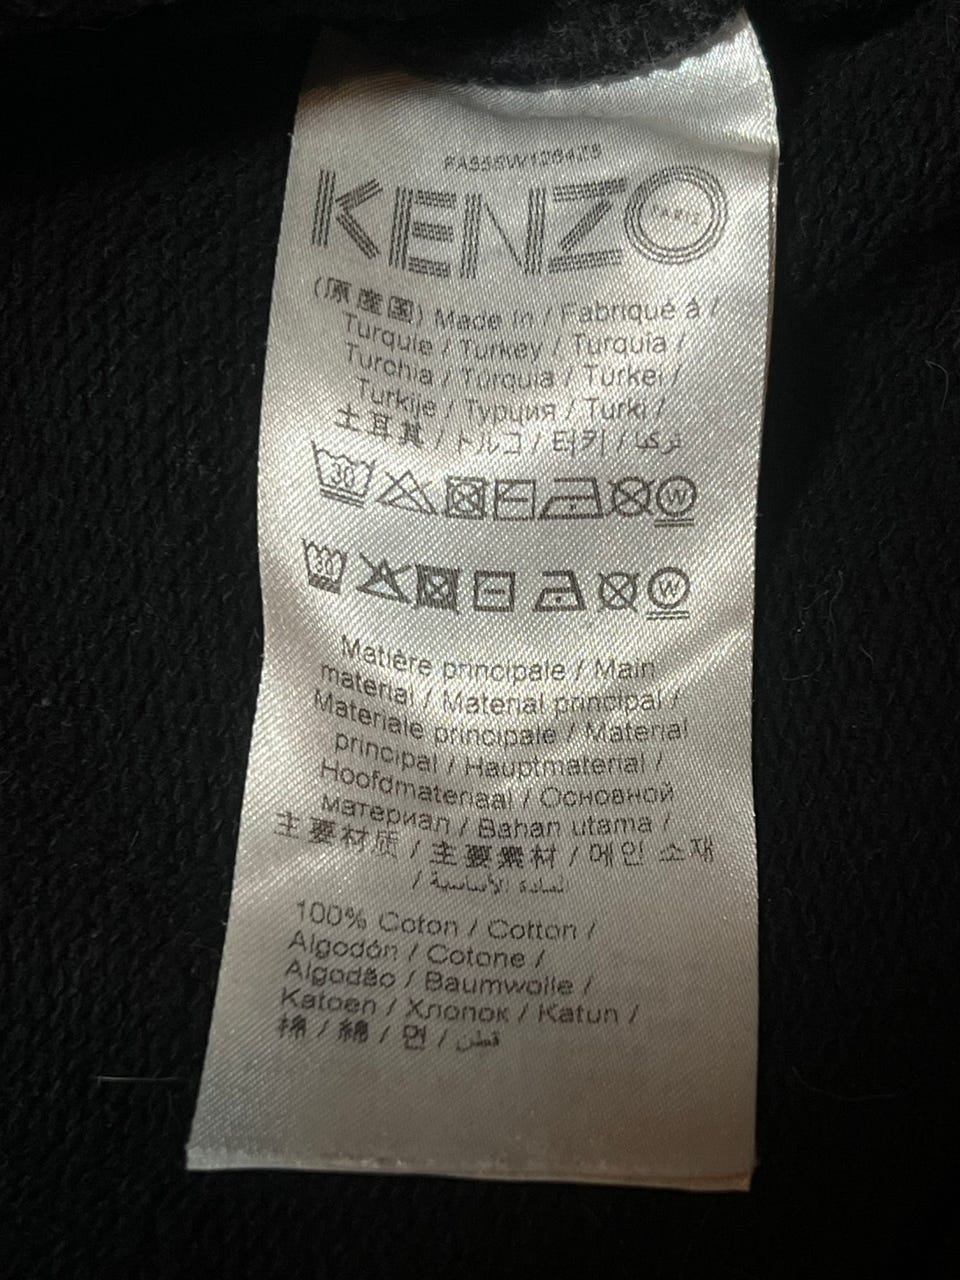 KENZO
PARIS
(原産国) Made in / Fabriqué à /
Turquie / Turkey / Turquia /
Turchia / Turquia / Turkei /
Turkije / Турция / Turki /
土耳其 / トルコ / 터키 / تركيا
30 W
30 W
Matière principale / Main
material / Material principal /
Materiale principale / Material
principal / Hauptmaterial /
Hoofdmateriaal / Основной
материал / Bahan utama /
主要材质 / 主要素材 / 메인 소재
/ المادة الأساسية
100% Coton / Cotton /
Algodón / Cotone /
Algodão / Baumwolle /
Katoen / Хлопок / Katun /
棉 / 綿 / 면 / قطن